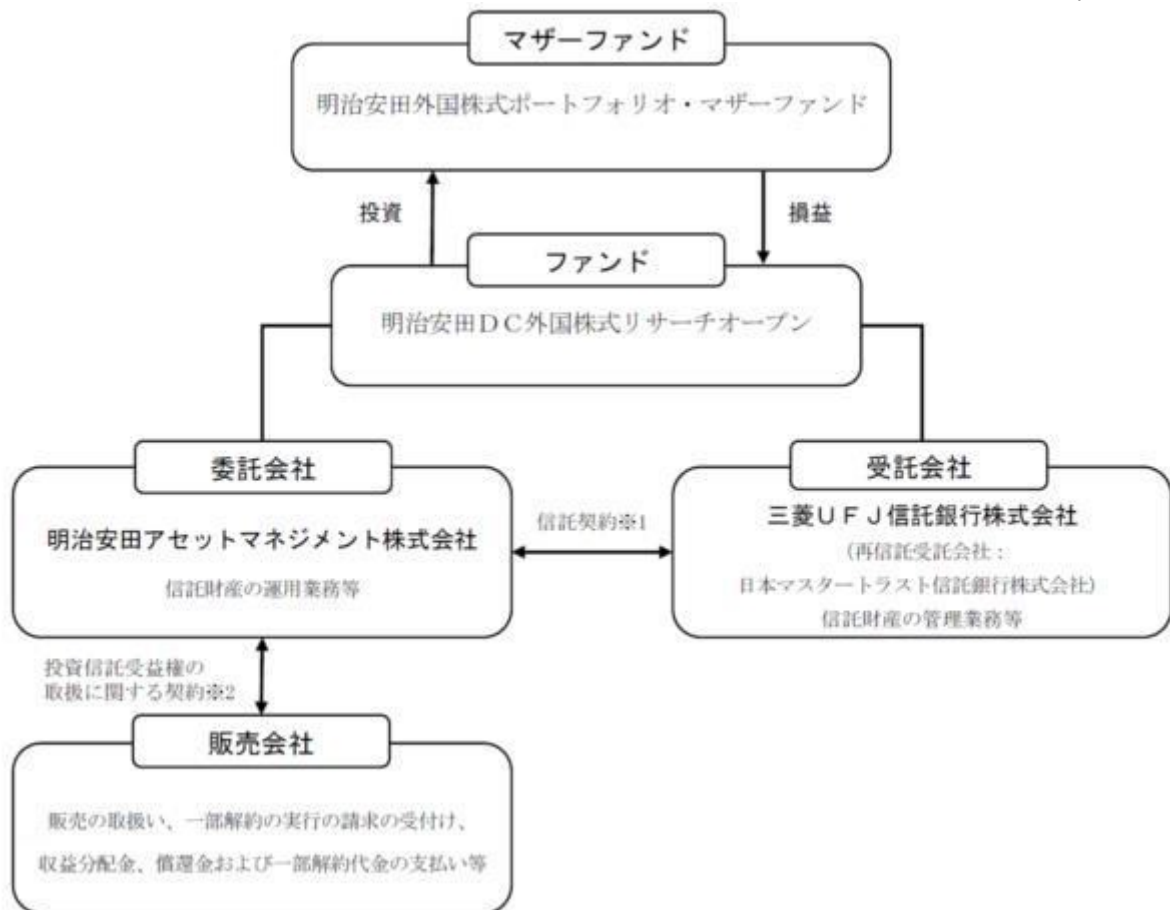 マザーファンド
明治安田外国株式ポートフォリオ・マザーファンド
投資
損益
ファンド
明治安田DC外国株式リサーチオープン
委託会社
明治安田アセットマネジメント株式会社
信託財産の運用業務等
信託契約※1
受託会社
三菱UFJ信託銀行株式会社
(再信託受託会社:
日本マスタートラスト信託銀行株式会社)
信託財産の管理業務等
投資信託受益権の
取扱に関する契約※2
販売会社
販売の取扱い、一部解約の実行の請求の受付け、
収益分配金、償還金および一部解約代金の支払い等